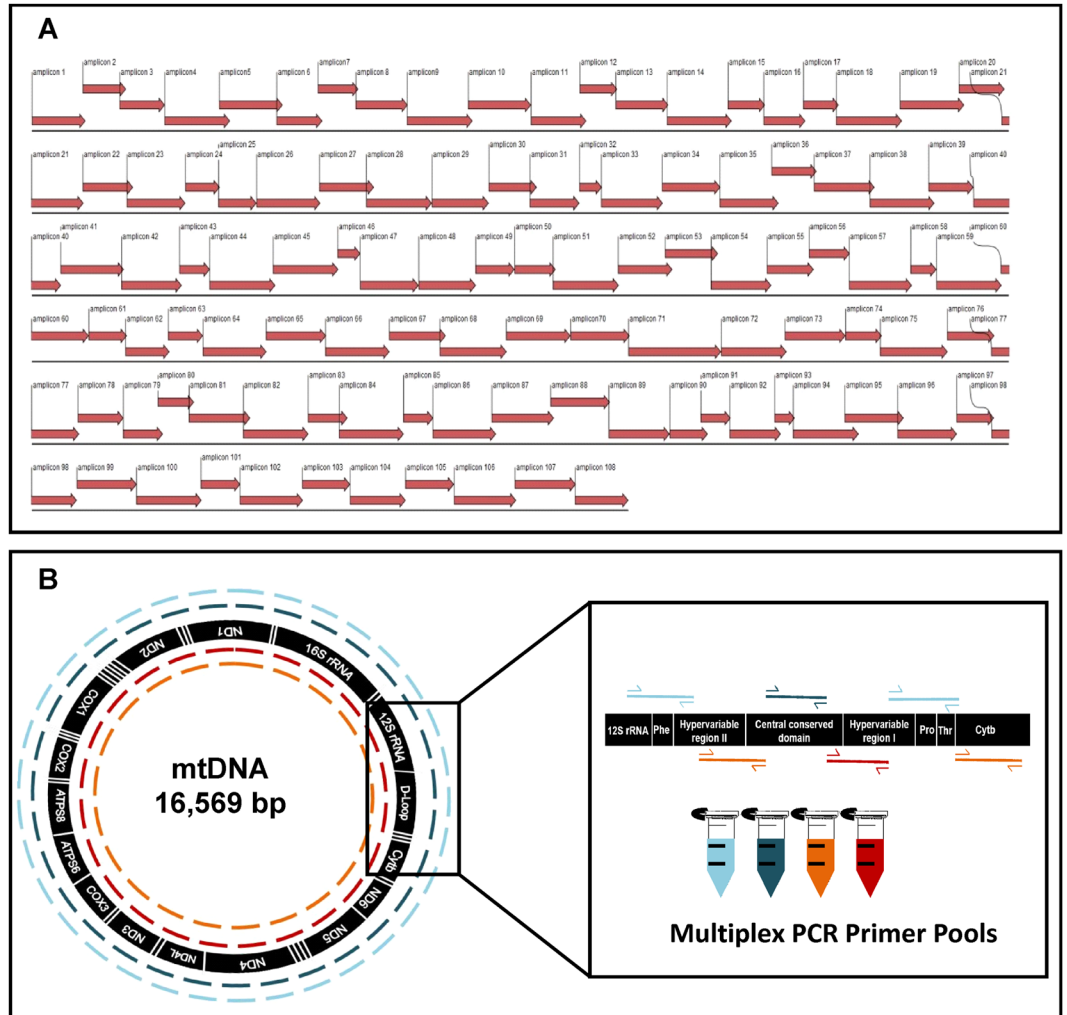 A
amplicon 1
amplicon 2
amplicon 3
amplicon4
amplicon5
amplicon 6
amplicon7
amplicon 8
amplicon9
amplicon 10
amplicon 11
amplicon 12
amplicon 13
amplicon 14
amplicon 15
amplicon 16
amplicon 17
amplicon 18
amplicon 19
amplicon 20
amplicon 21
amplicon 21
amplicon 22
amplicon 23
amplicon 24
amplicon 25
amplicon 26
amplicon 27
amplicon 28
amplicon 29
amplicon 30
amplicon 31
amplicon 32
amplicon 33
amplicon 34
amplicon 35
amplicon 36
amplicon 37
amplicon 38
amplicon 39
amplicon 40
amplicon 40
amplicon 41
amplicon 42
amplicon 43
amplicon 44
amplicon 45
amplicon 46
amplicon 47
amplicon 48
amplicon 49
amplicon 50
amplicon 51
amplicon 52
amplicon 53
amplicon 54
amplicon 55
amplicon 56
amplicon 57
amplicon 58
amplicon 59
amplicon 60
amplicon 60
amplicon 61
amplicon 62
amplicon 63
amplicon 64
amplicon 65
amplicon 66
amplicon 67
amplicon 68
amplicon 69
amplicon70
amplicon 71
amplicon 72
amplicon 73
amplicon 74
amplicon 75
amplicon 76
amplicon 77
amplicon 77
amplicon 78
amplicon 79
amplicon 80
amplicon 81
amplicon 82
amplicon 83
amplicon 84
amplicon 85
amplicon 86
amplicon 87
amplicon 88
amplicon 89
amplicon 90
amplicon 91
amplicon 92
amplicon 93
amplicon 94
amplicon 95
amplicon 96
amplicon 97
amplicon 98
amplicon 98
amplicon 99
amplicon 100
amplicon 101
amplicon 102
amplicon 103
amplicon 104
amplicon 105
amplicon 106
amplicon 107
amplicon 108
B
ND1
16S rRNA
12S rRNA
D-Loop
Cytb
ND6
ND5
ND4
ND4L
ND3
COX3
ATPS6
ATPS8
COX2
COX1
ND2
mtDNA
16,569 bp
12S rRNA
Phe
Hypervariable
region II
Central conserved
domain
Hypervariable
region I
Pro
Thr
Cytb
Multiplex PCR Primer Pools